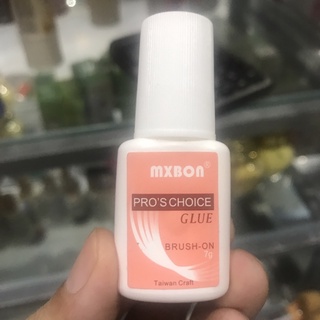 MXBON®
PRO'S CHOICE
GLUE
BRUSH-ON
7g
Taiwan Craft